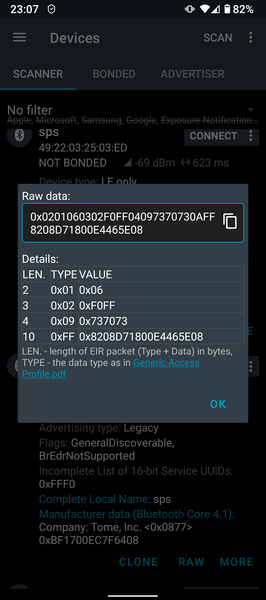 23:07 82%
Devices SCAN
SCANNER BONDED ADVERTISER
No filter
Apple, Microsoft, Samsung, Google, Exposure Notification...
sps CONNECT
49:22:03:25:03:ED
NOT BONDED -69 dBm ↔623 ms
Device type: LE only
Raw data:
0x0201060302F0FF04097370730AFF
8208D71800E4465E08
Details:
LEN. TYPE VALUE
2 0x01 0x06
3 0x02 0xF0FF
4 0x09 0x737073
10 0xFF 0x8208D71800E4465E08
LEN. - length of EIR packet (Type + Data) in bytes,
TYPE - the data type as in Generic Access
Profile.pdf
OK
Advertising type: Legacy
Flags: GeneralDiscoverable,
BrEdrNotSupported
Incomplete List of 16-bit Service UUIDs:
0xFFF0
Complete Local Name: sps
Manufacturer data (Bluetooth Core 4.1):
Company: Tome, Inc. <0x0877>
0xBF1700EC7F6408
CLONE RAW MORE